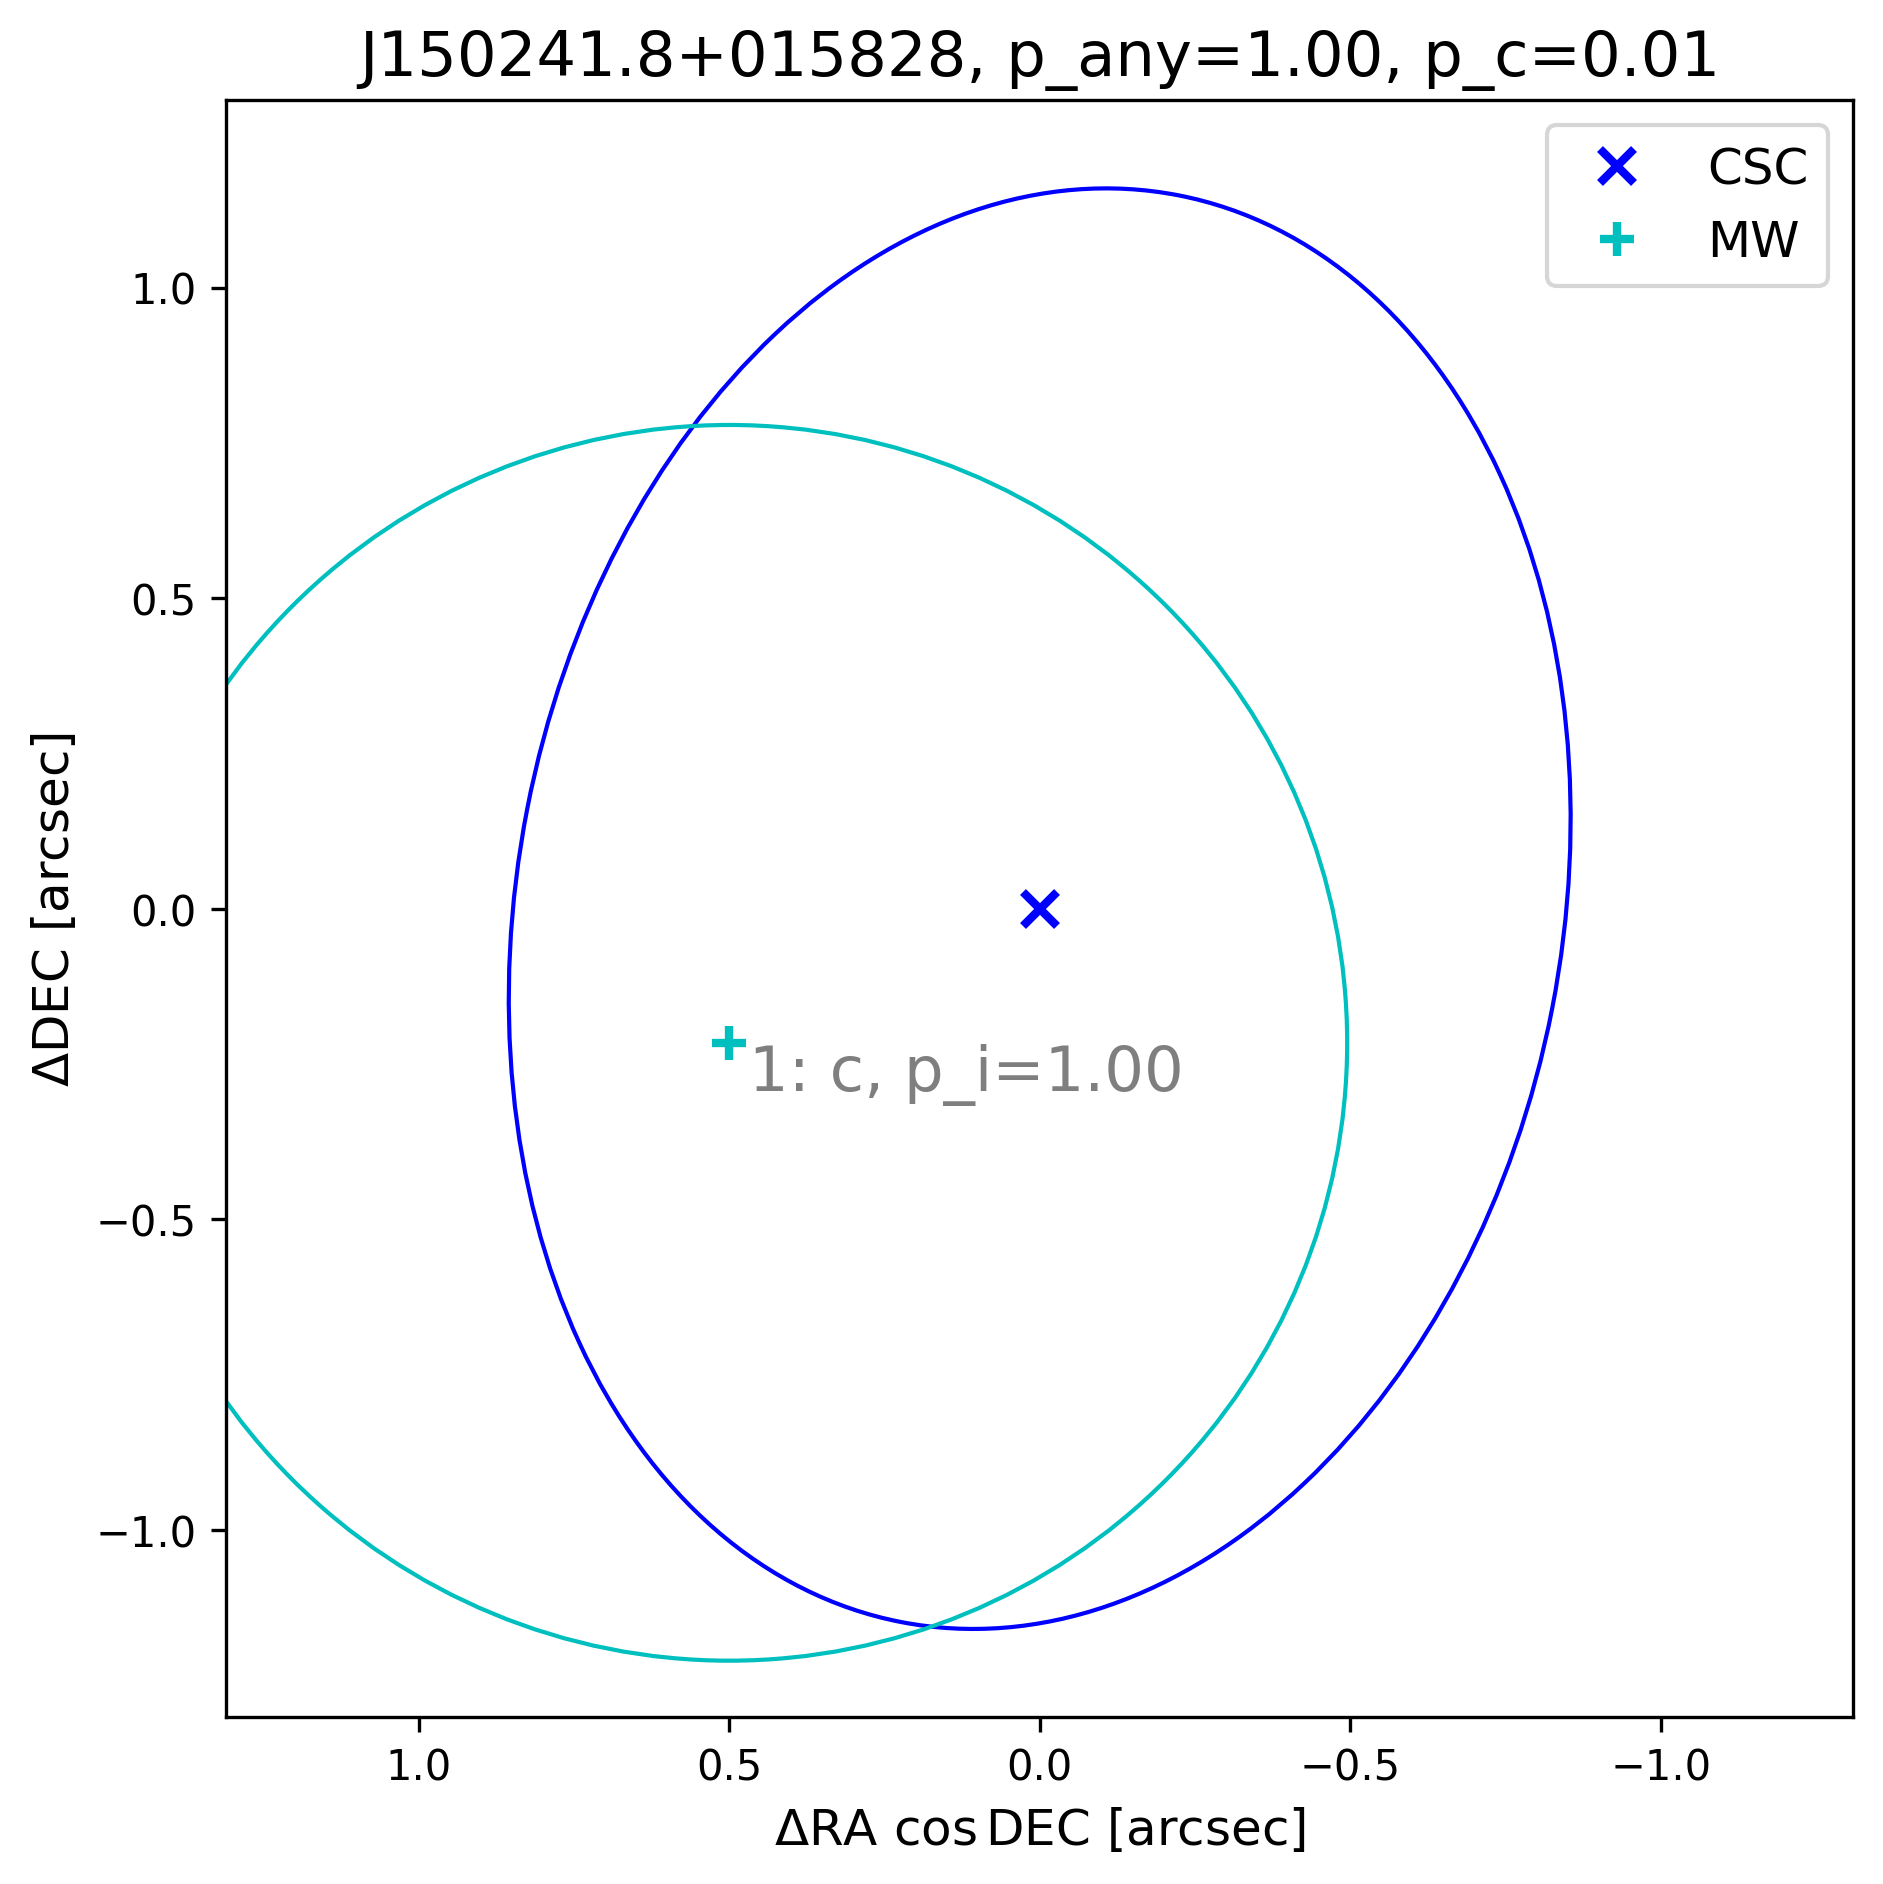 J150241.8+015828, p_any=1.00, p_c=0.01
CSC
MW
1.0
0.5
0.0
−0.5
−1.0
ΔDEC [arcsec]
1: c, p_i=1.00
1.0
0.5
0.0
−0.5
−1.0
ΔRA cos DEC [arcsec]